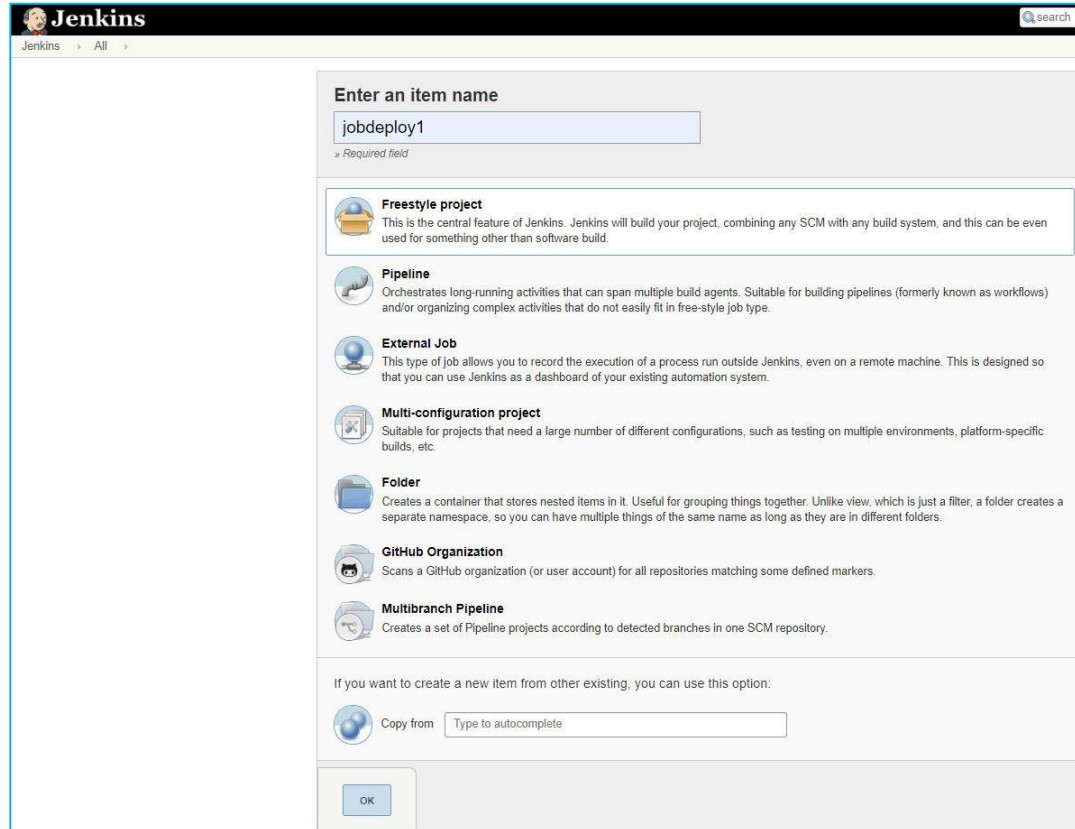 Jenkins
search
Jenkins › All ›
Enter an item name
jobdeploy1
» Required field
Freestyle project
This is the central feature of Jenkins. Jenkins will build your project, combining any SCM with any build system, and this can be even
used for something other than software build.
Pipeline
Orchestrates long-running activities that can span multiple build agents. Suitable for building pipelines (formerly known as workflows)
and/or organizing complex activities that do not easily fit in free-style job type.
External Job
This type of job allows you to record the execution of a process run outside Jenkins, even on a remote machine. This is designed so
that you can use Jenkins as a dashboard of your existing automation system.
Multi-configuration project
Suitable for projects that need a large number of different configurations, such as testing on multiple environments, platform-specific
builds, etc.
Folder
Creates a container that stores nested items in it. Useful for grouping things together. Unlike view, which is just a filter, a folder creates a
separate namespace, so you can have multiple things of the same name as long as they are in different folders.
GitHub Organization
Scans a GitHub organization (or user account) for all repositories matching some defined markers.
Multibranch Pipeline
Creates a set of Pipeline projects according to detected branches in one SCM repository.
If you want to create a new item from other existing, you can use this option:
Copy from Type to autocomplete
OK